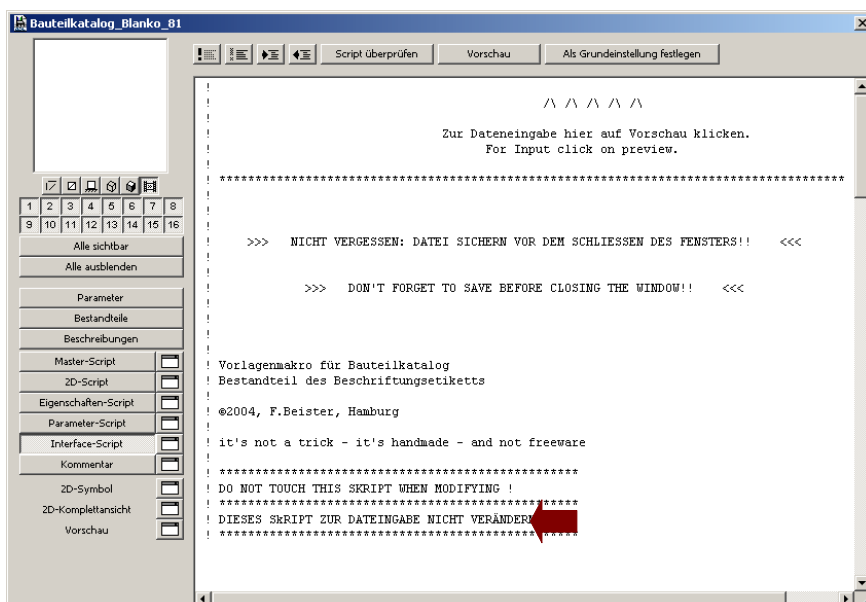 Bauteilkatalog_Blanko_81
Script überprüfen
Vorschau
Als Grundeinstellung festlegen
1 2 3 4 5 6 7 8
9 10 11 12 13 14 15 16
Alle sichtbar
Alle ausblenden
Parameter
Bestandteile
Beschreibungen
Master-Script
2D-Script
Eigenschaften-Script
Parameter-Script
Interface-Script
Kommentar
2D-Symbol
2D-Komplettansicht
Vorschau
!
! /\ /\ /\ /\ /\
!
! Zur Dateneingabe hier auf Vorschau klicken.
! For Input click on preview.
!
! ***************************************************************************************
!
!
!
! >>> NICHT VERGESSEN: DATEI SICHERN VOR DEM SCHLIESSEN DES FENSTERS!! <<<
!
!
! >>> DON'T FORGET TO SAVE BEFORE CLOSING THE WINDOW!! <<<
!
!
!
!
! Vorlagenmakro für Bauteilkatalog
! Bestandteil des Beschriftungsetiketts
!
! ©2004, F.Beister, Hamburg
!
! it's not a trick - it's handmade - and not freeware
!
! **************************************************
! DO NOT TOUCH THIS SKRIPT WHEN MODIFYING !
! **************************************************
! DIESES SkRIPT ZUR DATEINGABE NICHT VERÄNDERN
! **************************************************